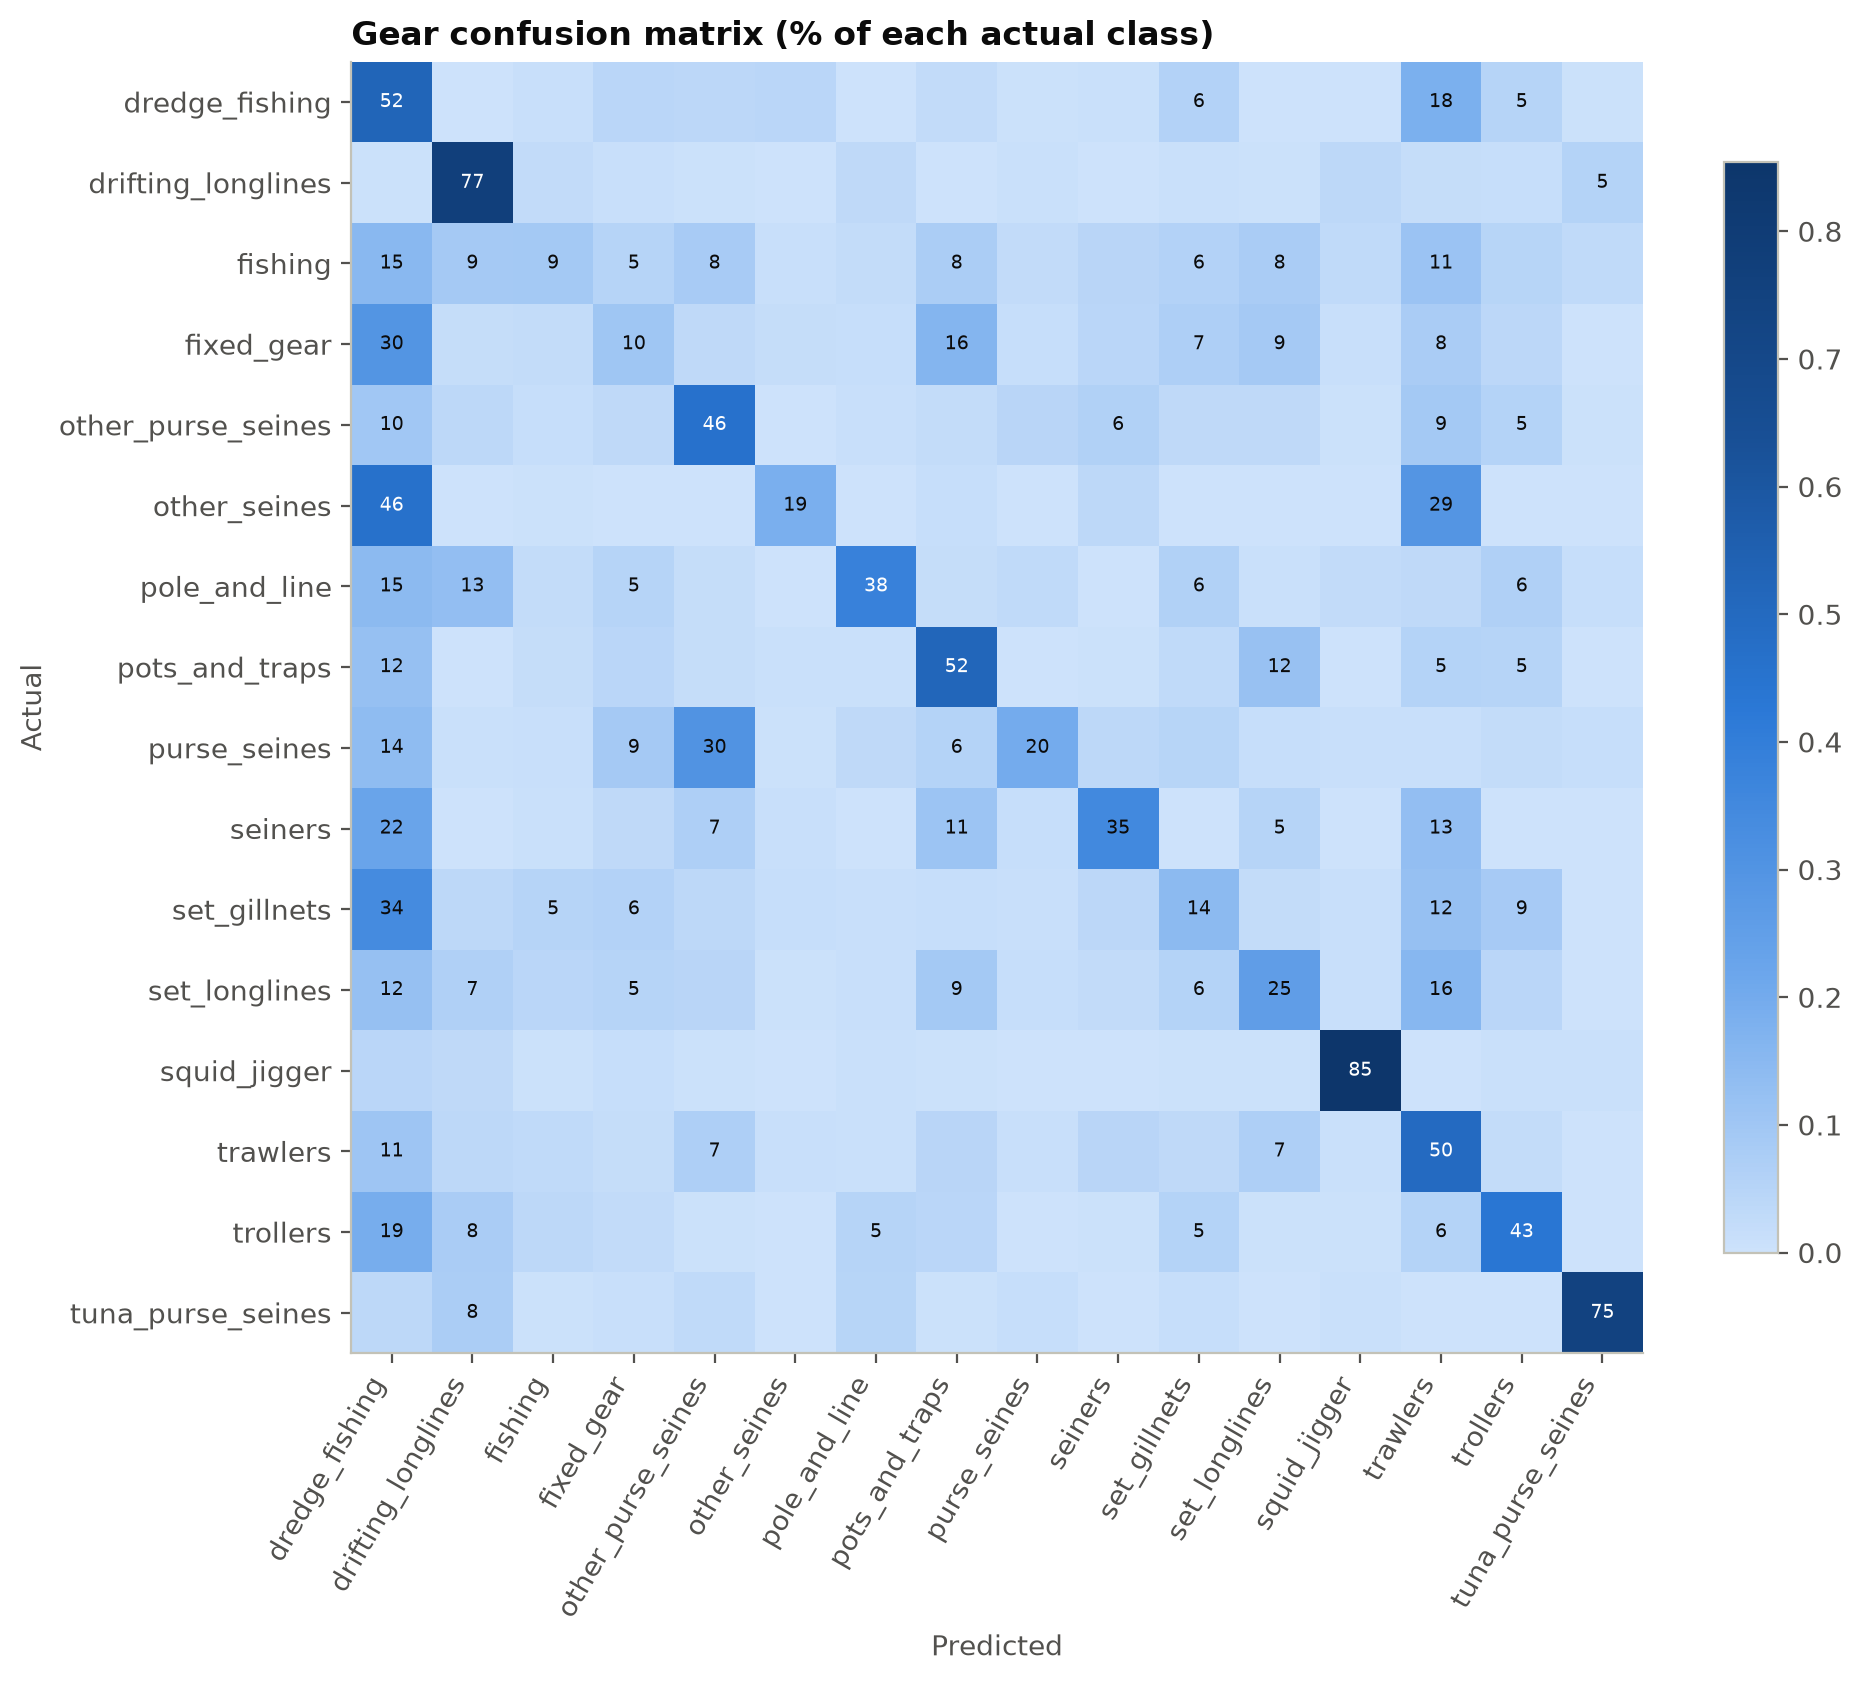 Gear confusion matrix (% of each actual class)
dredge_fishing 52 6 18 5
drifting_longlines 77 5
fishing 15 9 9 5 8 8 6 8 11
fixed_gear 30 10 16 7 9 8
other_purse_seines 10 46 6 9 5
other_seines 46 19 29
pole_and_line 15 13 5 38 6 6
pots_and_traps 12 52 12 5 5
purse_seines 14 9 30 6 20
seiners 22 7 11 35 5 13
set_gillnets 34 5 6 14 12 9
set_longlines 12 7 5 9 6 25 16
squid_jigger 85
trawlers 11 7 7 50
trollers 19 8 5 5 6 43
tuna_purse_seines 8 75
Actual
dredge_fishing
drifting_longlines
fishing
fixed_gear
other_purse_seines
other_seines
pole_and_line
pots_and_traps
purse_seines
seiners
set_gillnets
set_longlines
squid_jigger
trawlers
trollers
tuna_purse_seines
Predicted
0.8
0.7
0.6
0.5
0.4
0.3
0.2
0.1
0.0